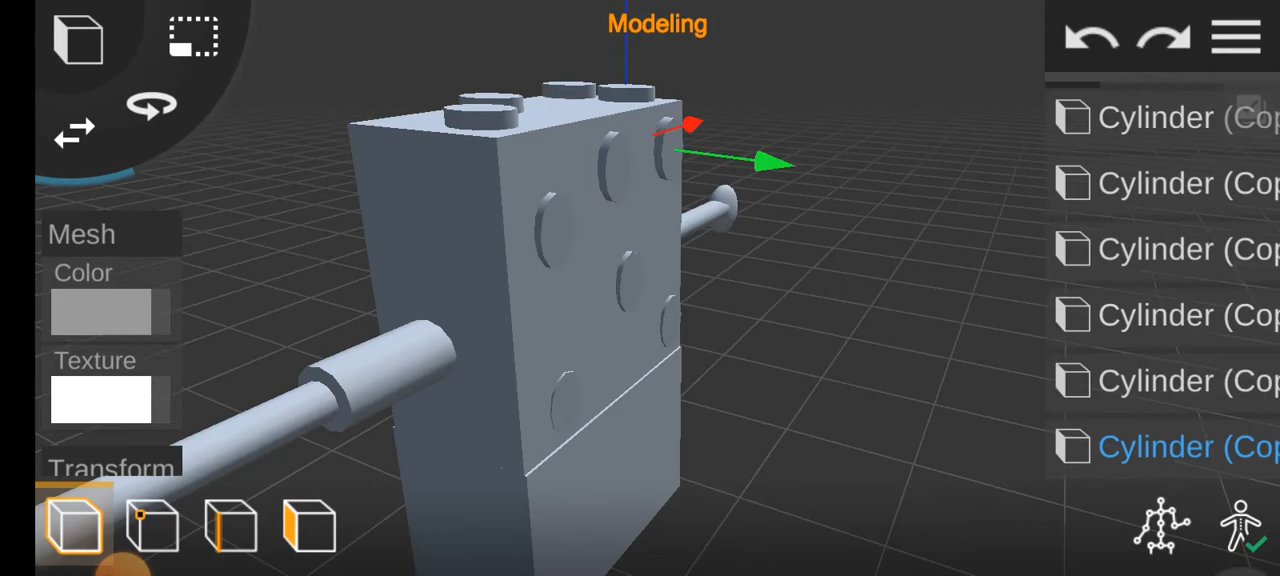 Modeling
Mesh
Color
Texture
Transform
Cylinder (Cop
Cylinder (Cop
Cylinder (Cop
Cylinder (Cop
Cylinder (Cop
Cylinder (Cop